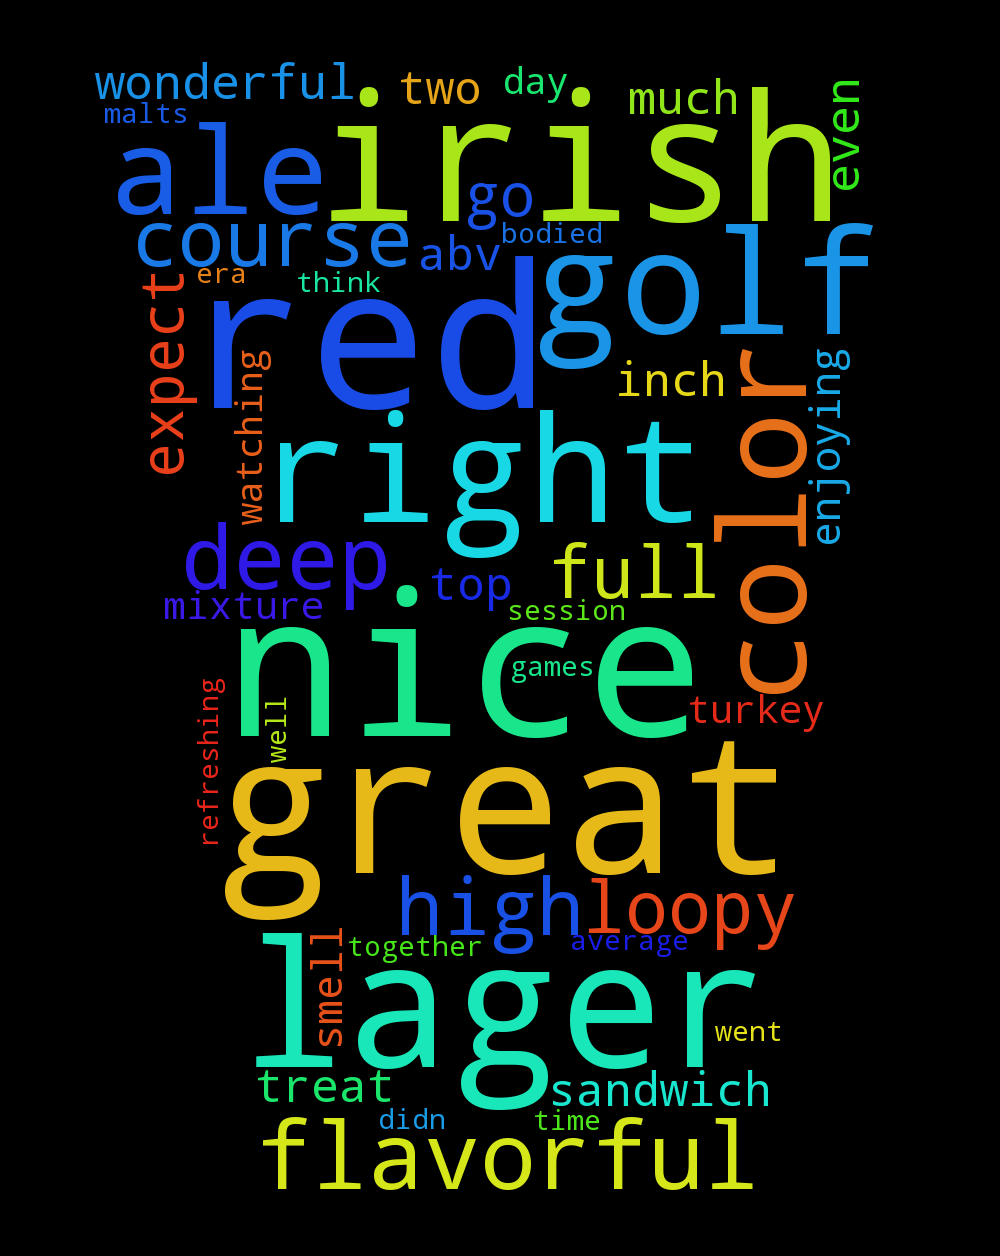 wonderful
two
day
much
even
malts
irish
ale
go
course
abv
bodied
golf
era
think
expect
red
inch
color
enjoying
watching
right
deep
top
full
mixture
session
nice
games
turkey
refreshing
well
great
high
loopy
smell
together
average
lager
went
treat
sandwich
didn
time
flavorful